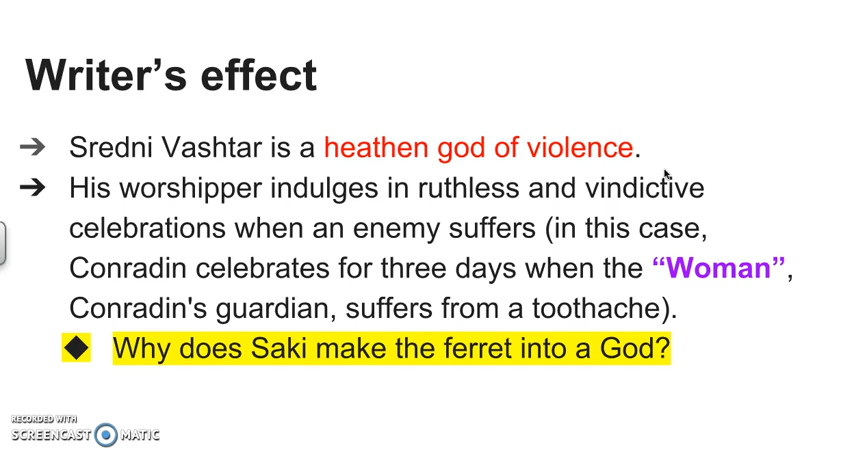 Writer’s effect
➔ Sredni Vashtar is a heathen god of violence.
➔ His worshipper indulges in ruthless and vindictive
celebrations when an enemy suffers (in this case,
Conradin celebrates for three days when the “Woman”,
Conradin's guardian, suffers from a toothache).
◆ Why does Saki make the ferret into a God?
RECORDED WITH
SCREENCAST MATIC